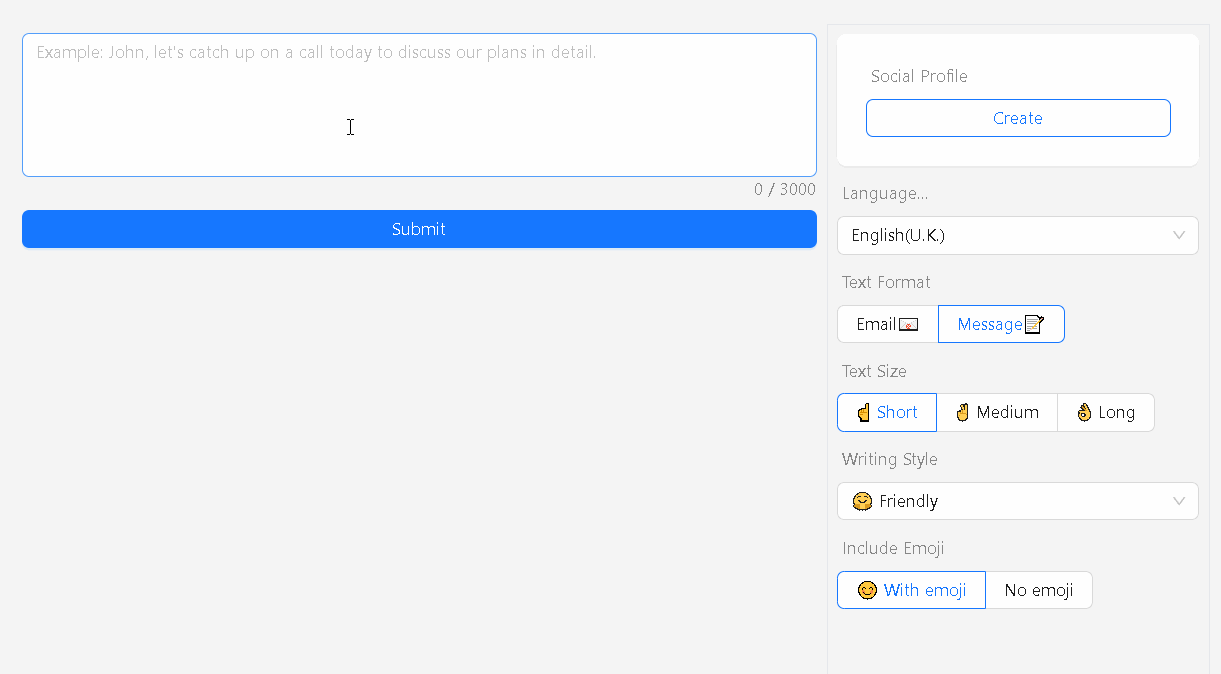 Example: John, let's catch up on a call today to discuss our plans in detail.
0 / 3000
Submit
Social Profile
Create
Language...
English(U.K.)
Text Format
Email Message
Text Size
Short Medium Long
Writing Style
Friendly
Include Emoji
With emoji No emoji